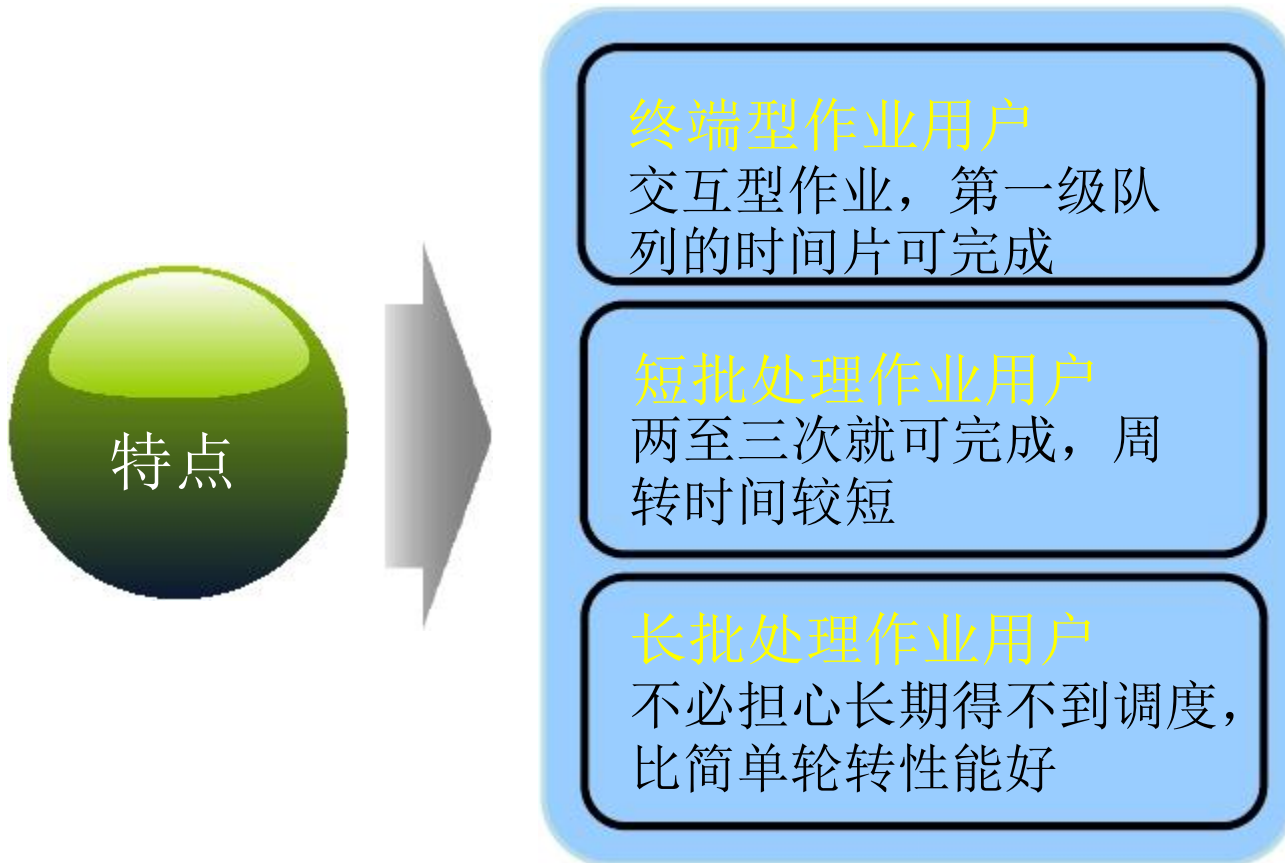 特点
终端型作业用户
交互型作业，第一级队
列的时间片可完成
短批处理作业用户
两至三次就可完成，周
转时间较短
长批处理作业用户
不必担心长期得不到调度，
比简单轮转性能好